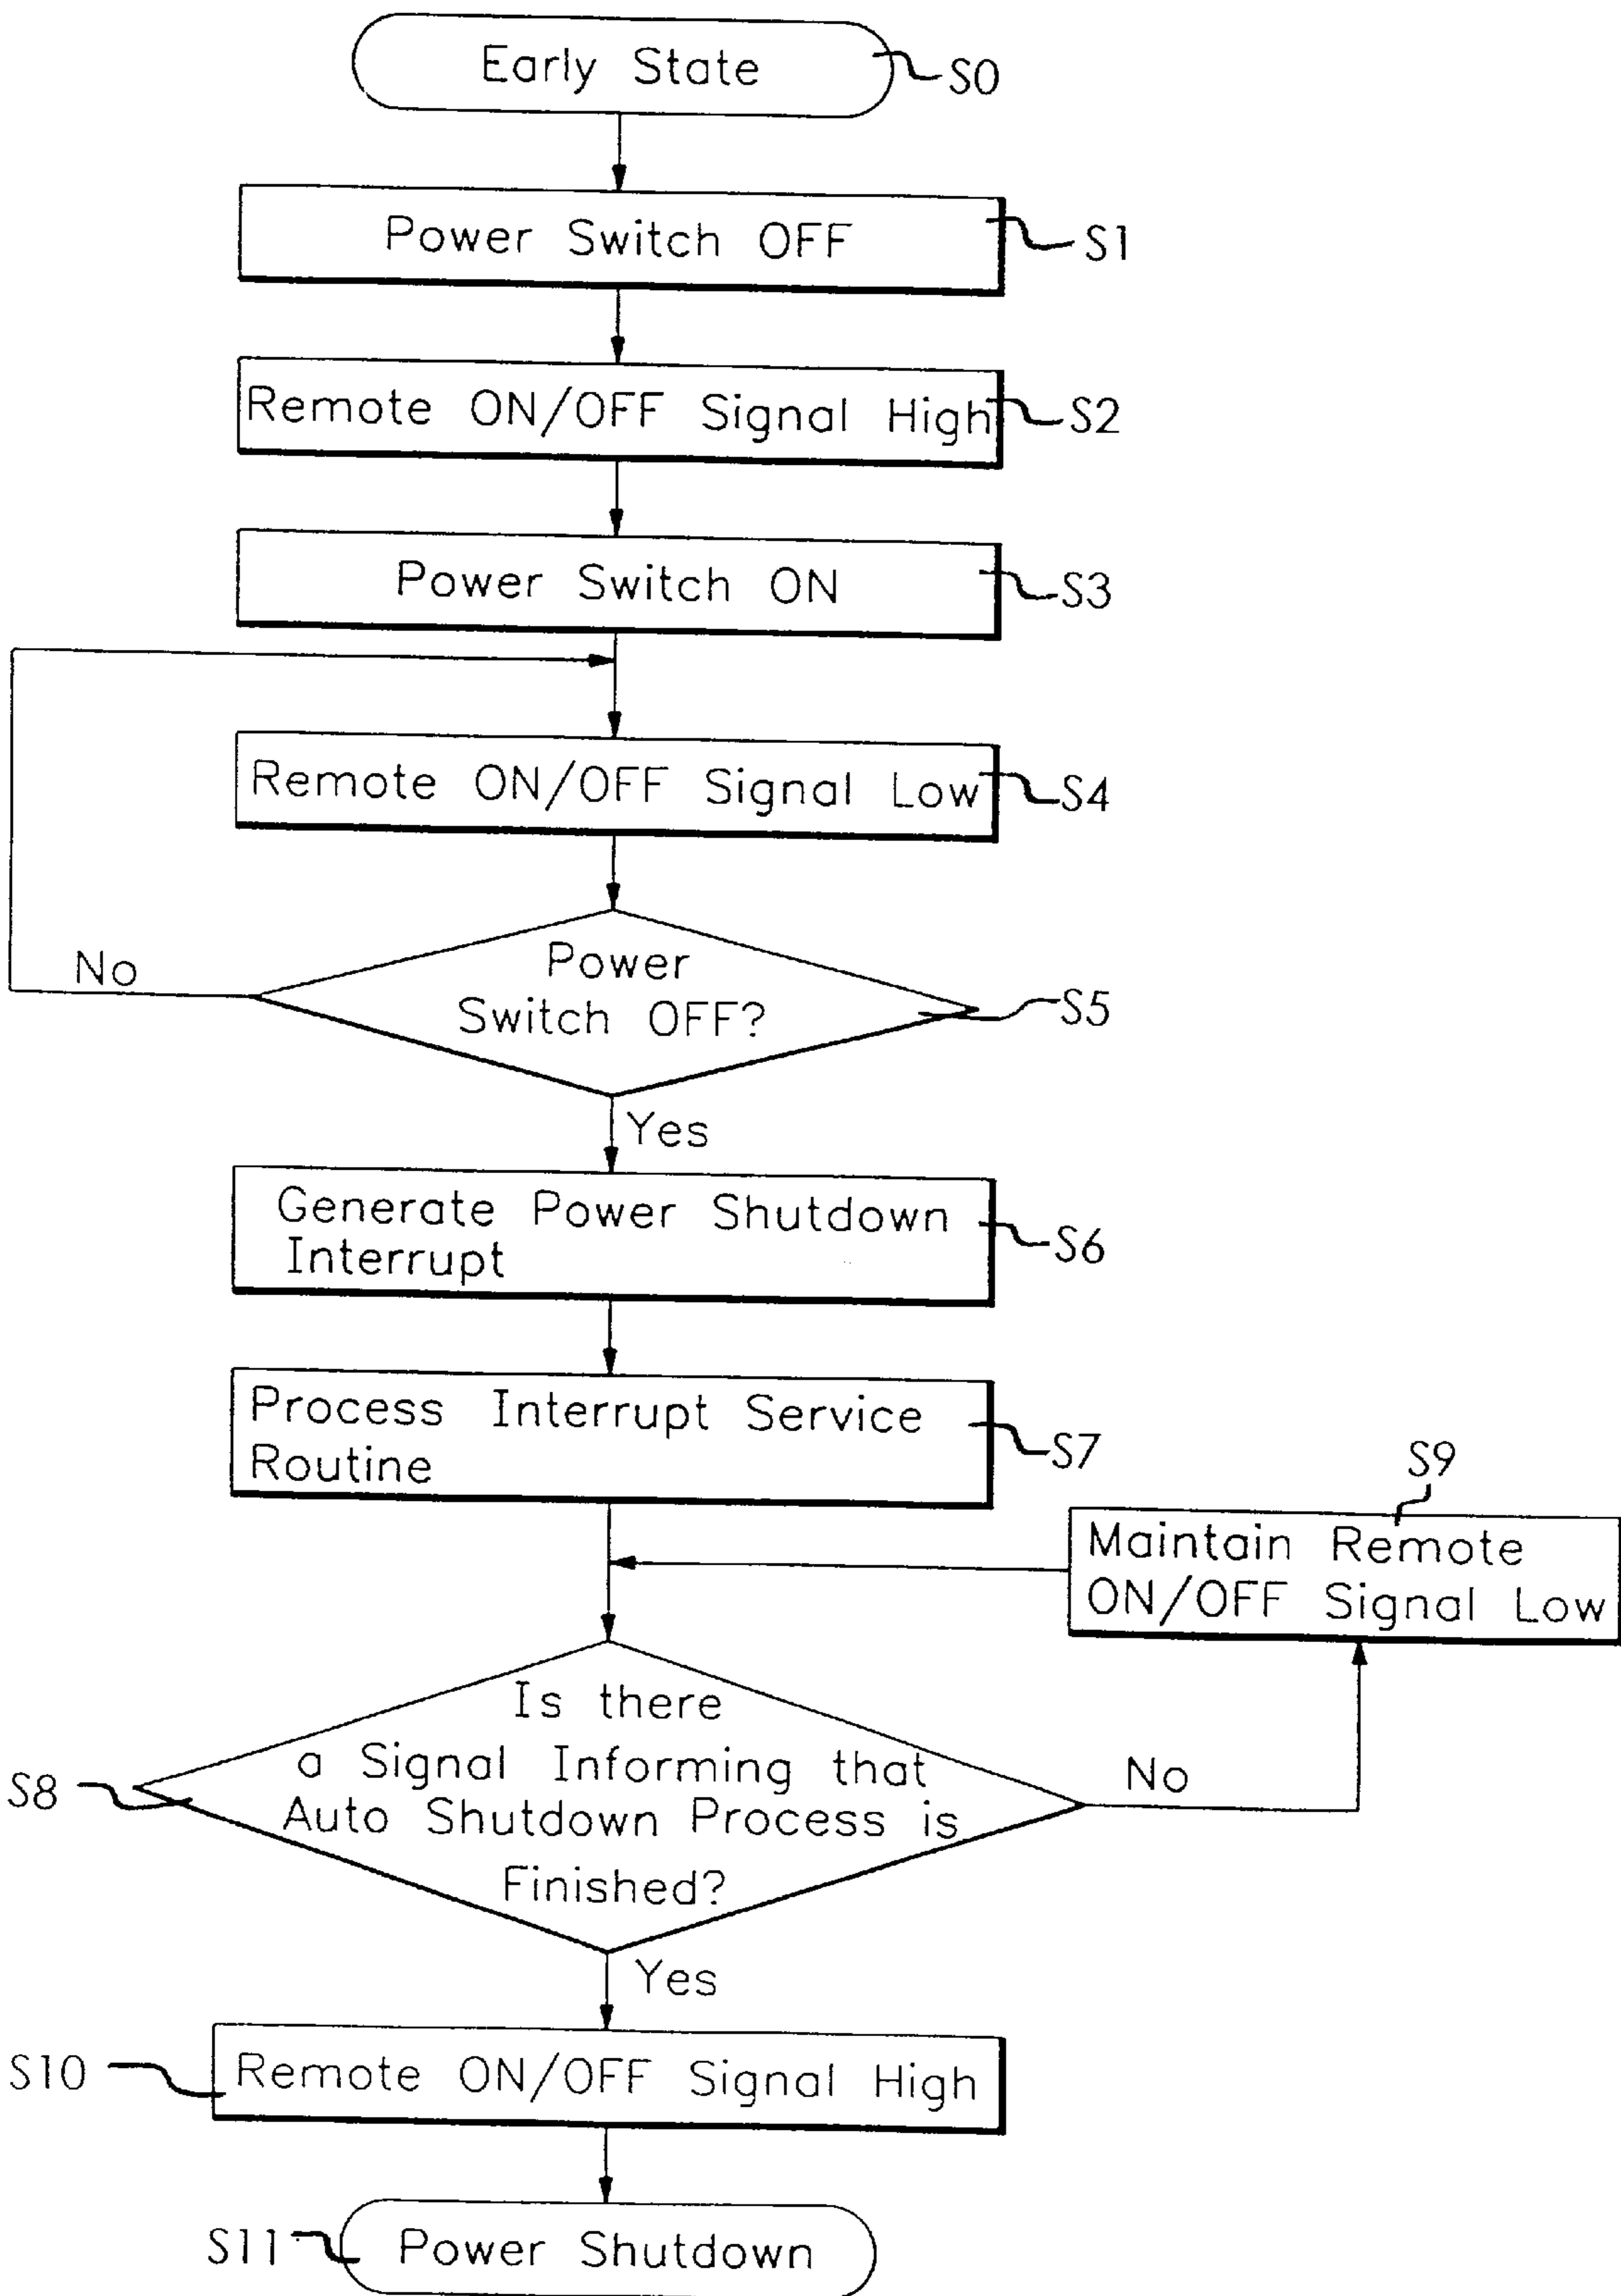 Early State
S0
Power Switch OFF
S1
Remote ON/OFF Signal High
S2
Power Switch ON
S3
Remote ON/OFF Signal Low
S4
No
Power
Switch OFF?
S5
Yes
Generate Power Shutdown
Interrupt
S6
Process Interrupt Service
Routine
S7
S9
Maintain Remote
ON/OFF Signal Low
Is there
a Signal Informing that
Auto Shutdown Process is
Finished?
S8
No
Yes
S10
Remote ON/OFF Signal High
S11
Power Shutdown